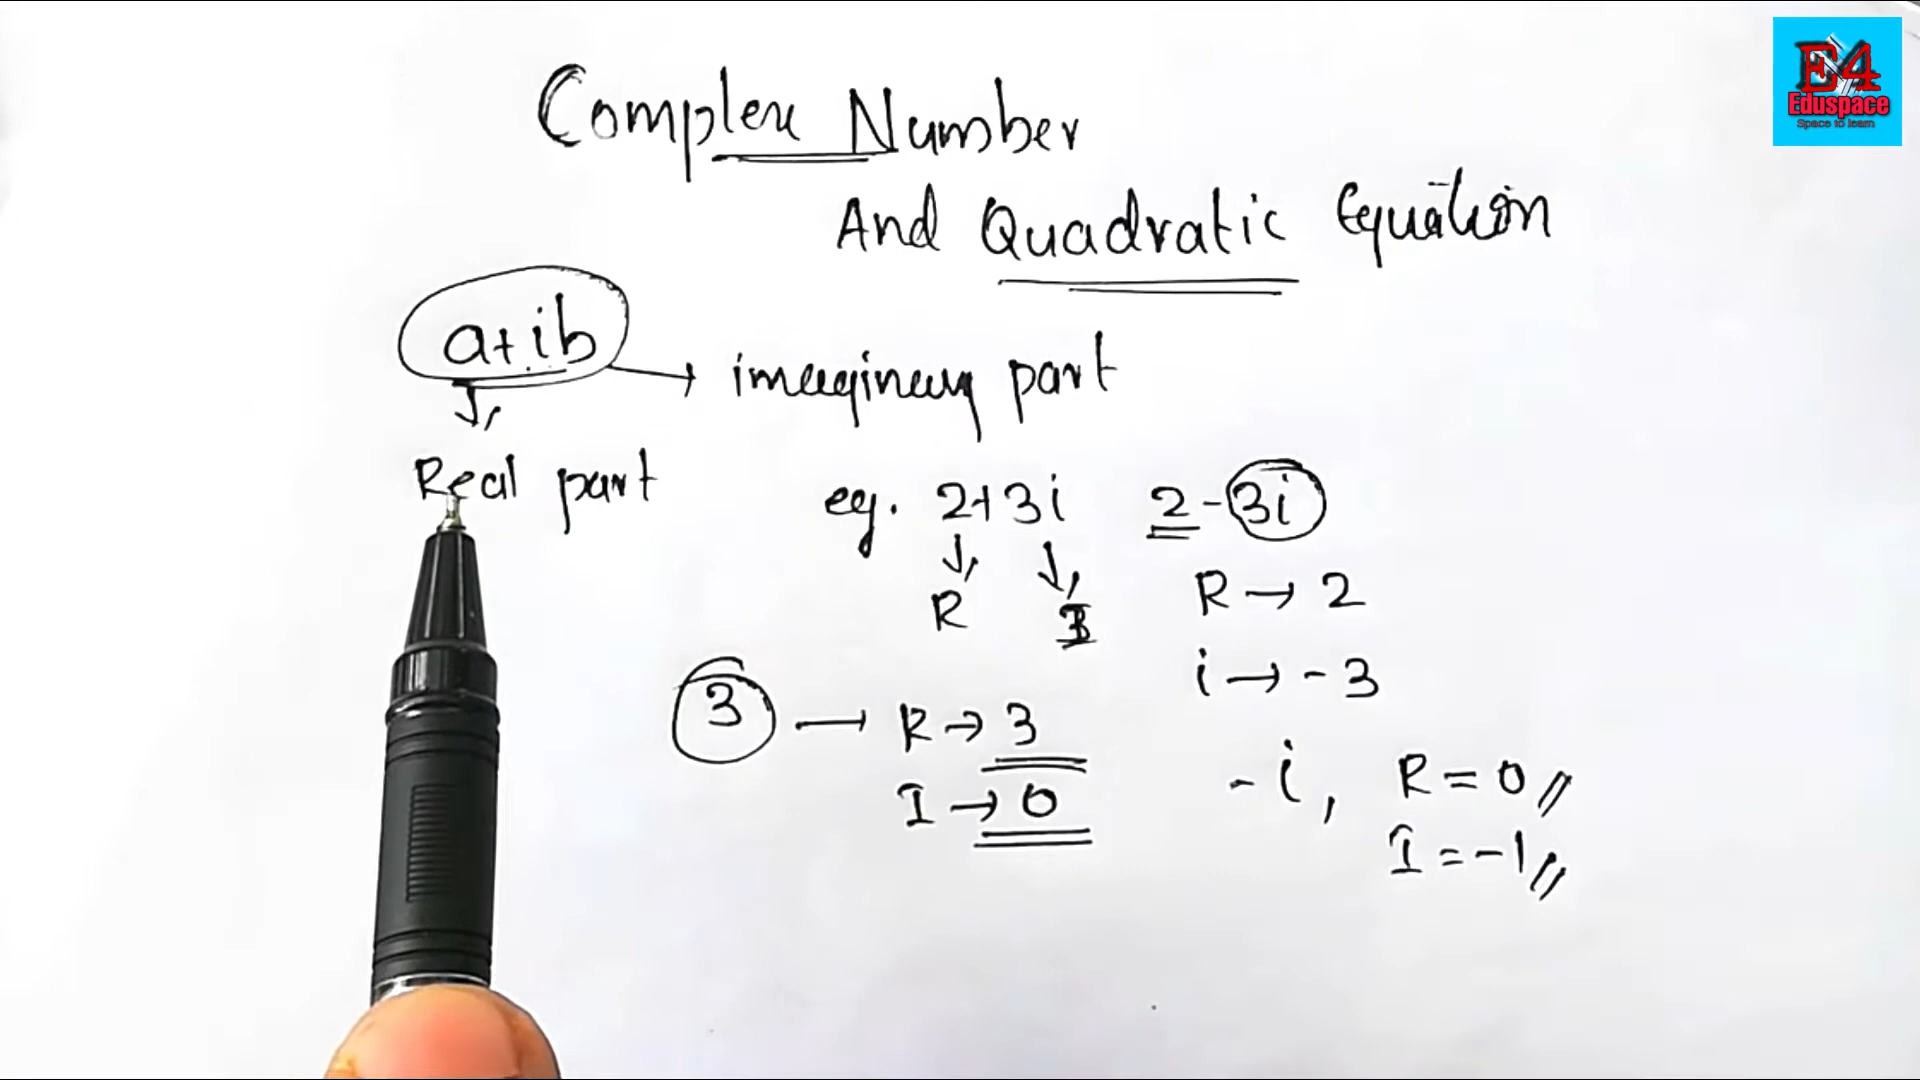 E4
Eduspace
Space to learn
Complex Number
And Quadratic Equation
a+ib → imaginary part
Real part
eg. 2+3i 2-3i
R I
R → 2
i → -3
3 → R → 3
I → 0
-i, R = 0//
I = -1//